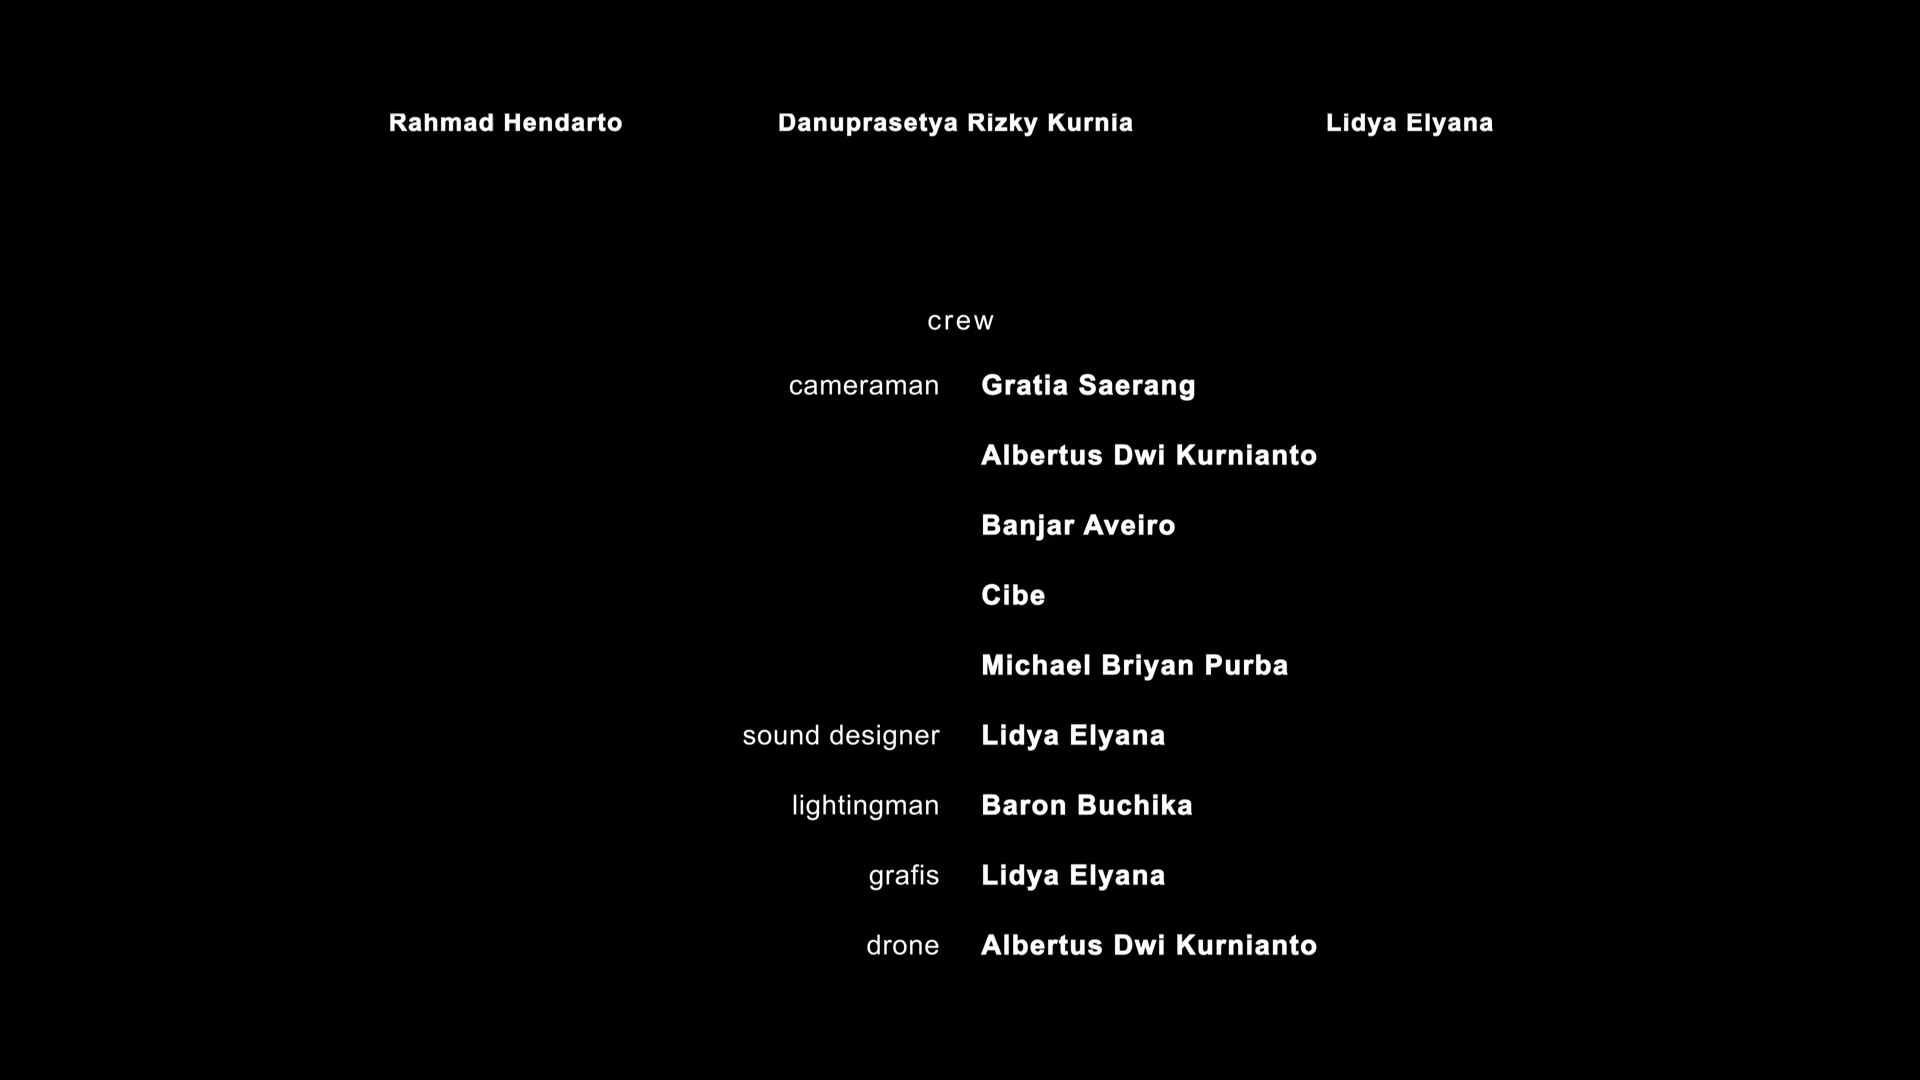 Rahmad Hendarto Danuprasetya Rizky Kurnia Lidya Elyana
crew
cameraman Gratia Saerang
Albertus Dwi Kurnianto
Banjar Aveiro
Cibe
Michael Briyan Purba
sound designer Lidya Elyana
lightingman Baron Buchika
grafis Lidya Elyana
drone Albertus Dwi Kurnianto